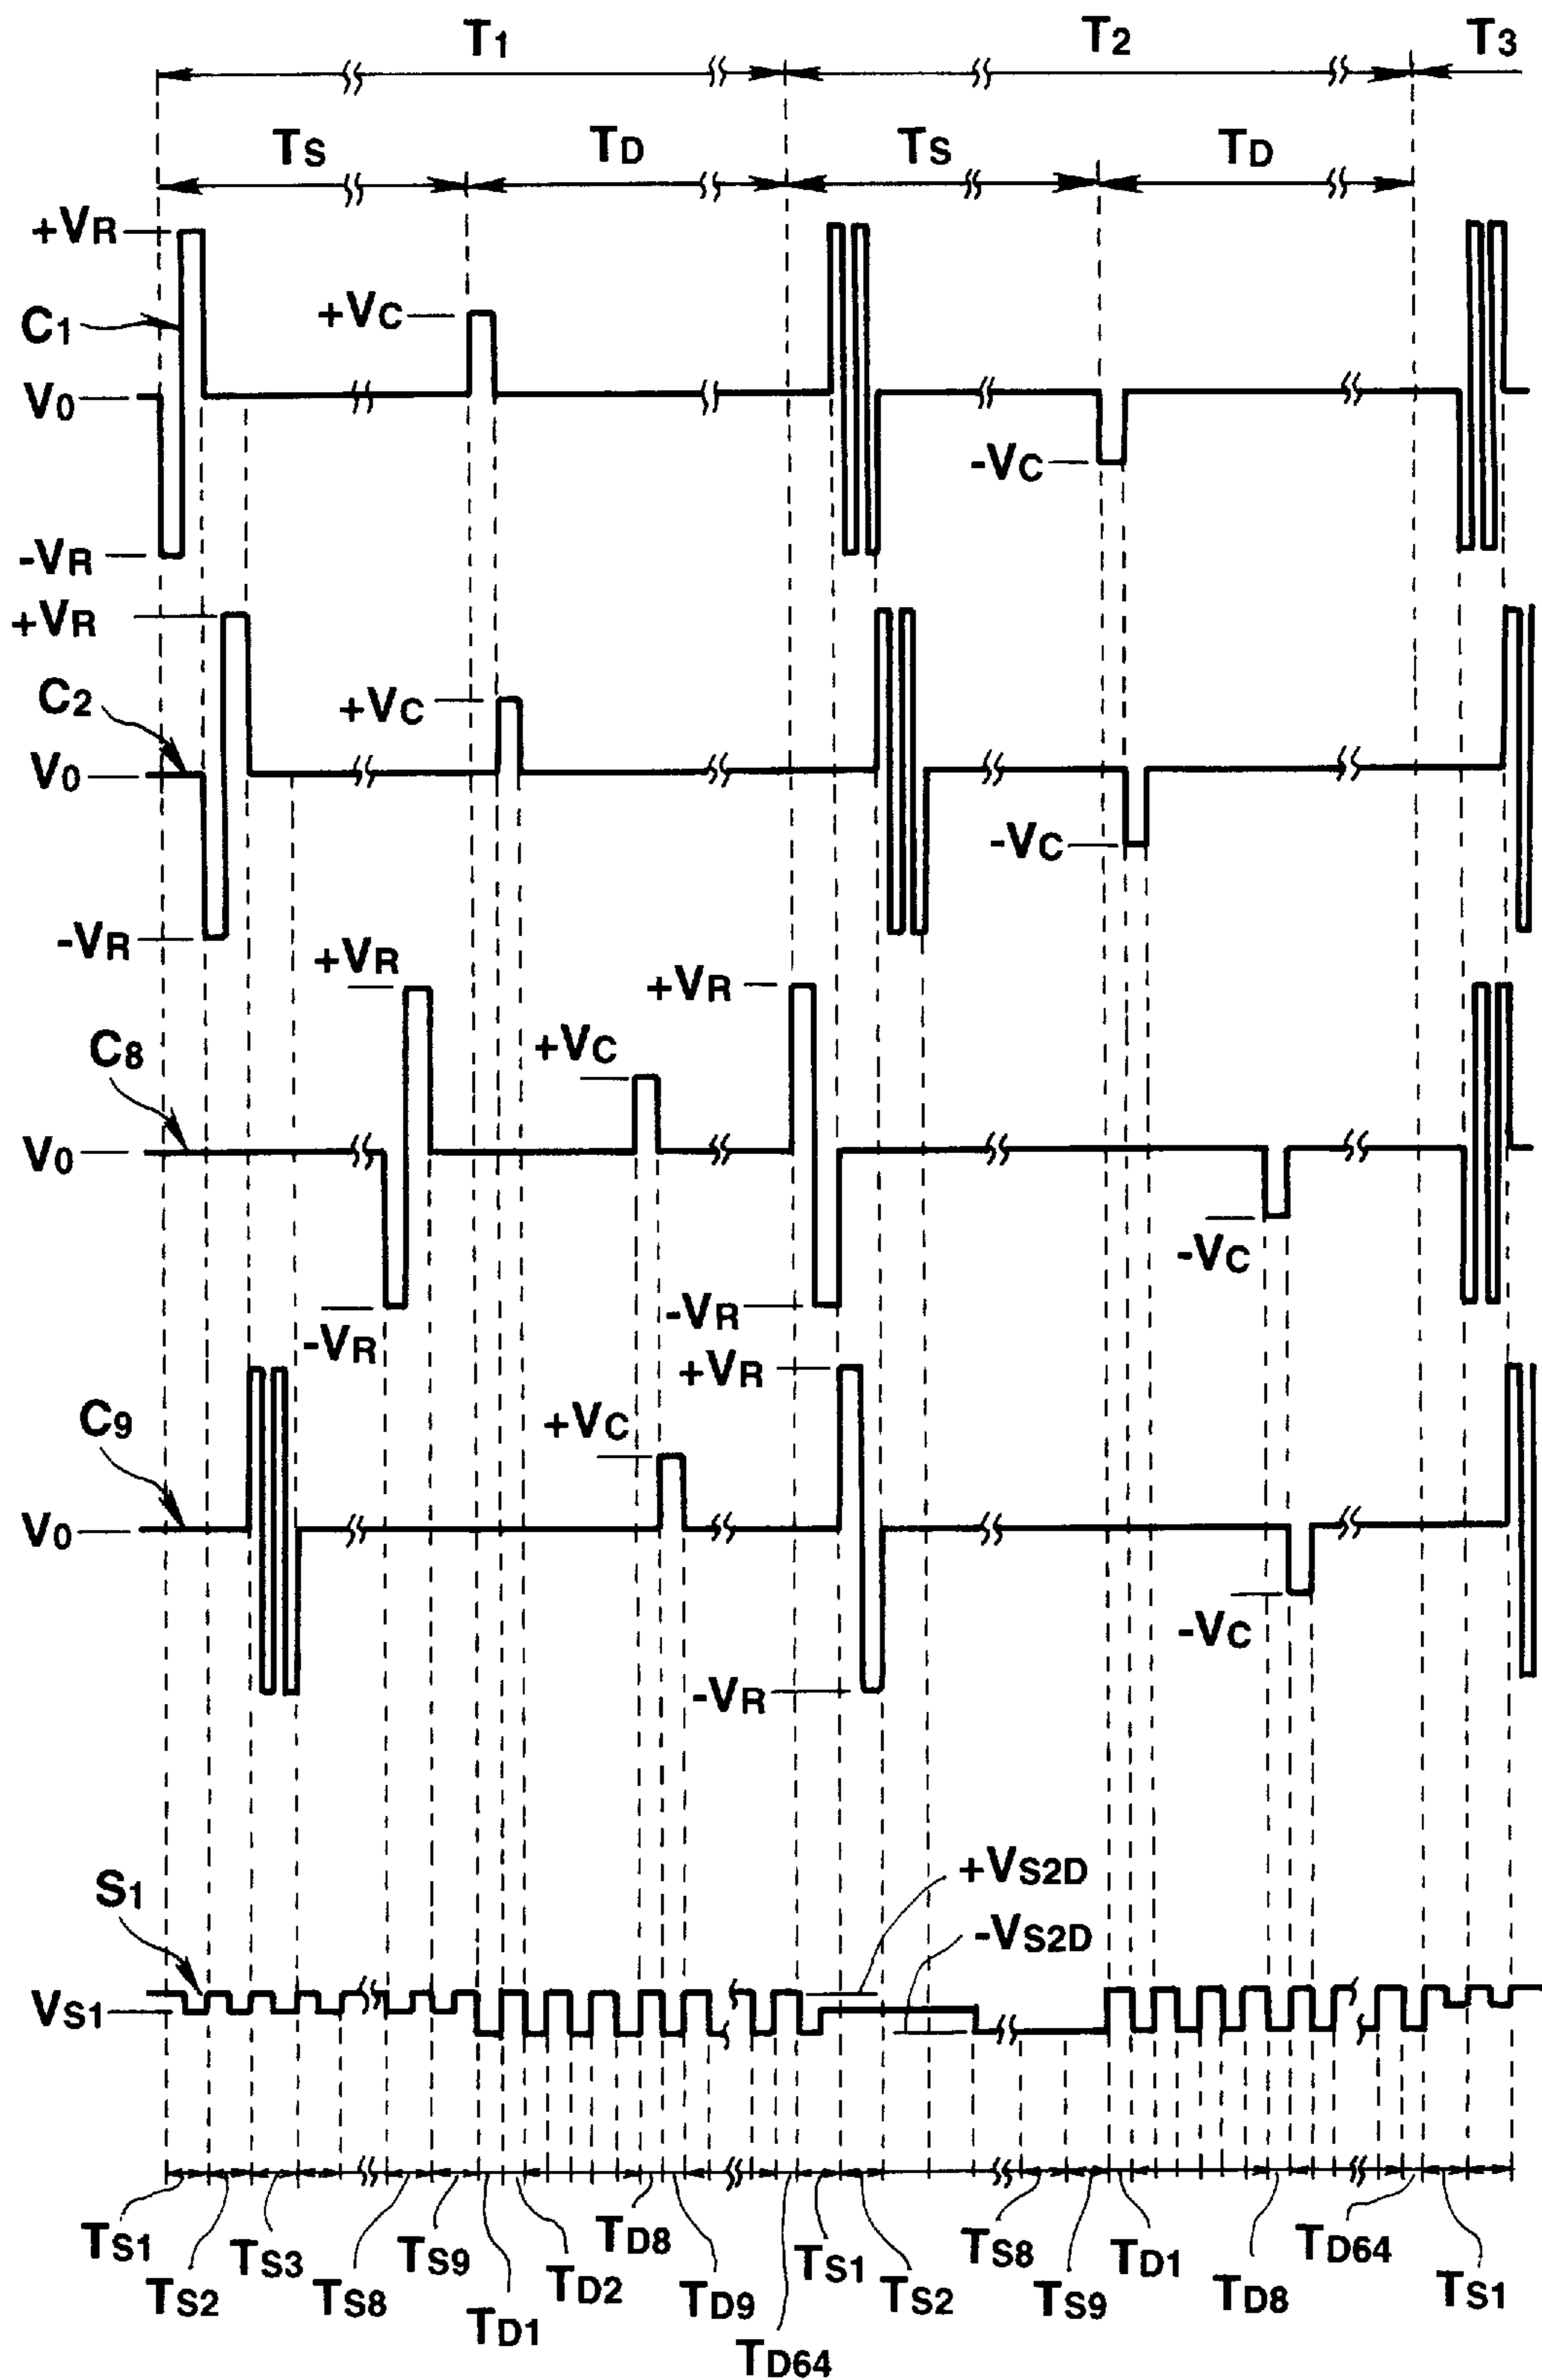 T1 T2 T3
TS TD TS TD
+VR
C1
+VC
V0
-VC
-VR
+VR
C2
+VC
V0
-VC
-VR
+VR
+VR
C8
+VC
V0
-VC
-VR
-VR
+VR
C9
+VC
V0
-VC
-VR
S1
+VS2D
-VS2D
VS1
TS1 TS2 TS3 TS8 TS9 TD1 TD2 TD8 TD9 TD64 TS1 TS2 TS8 TS9 TD1 TD8 TD64 TS1